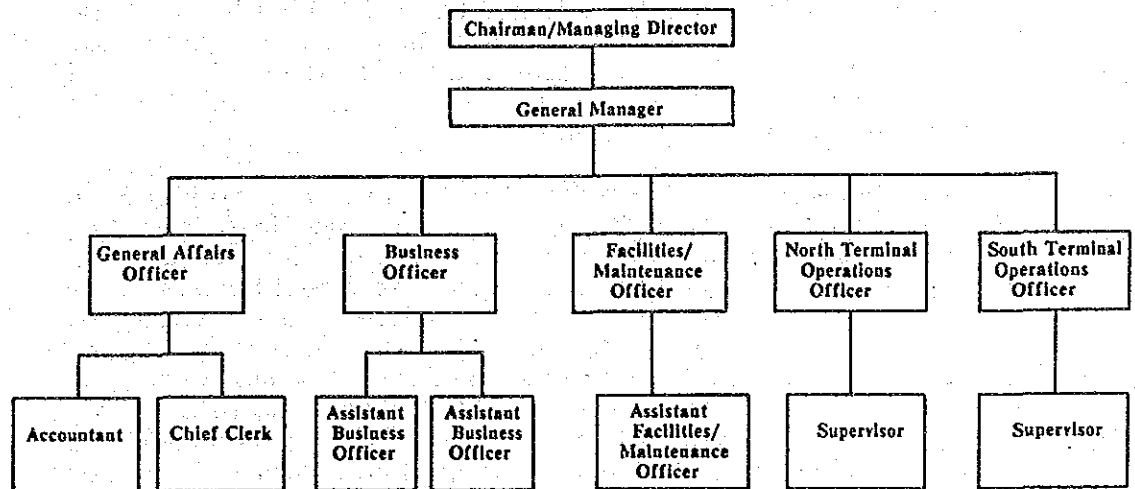 Chairman/Managing Director
General Manager
General Affairs
Officer
Business
Officer
Facilities/
Maintenance
Officer
North Terminal
Operations
Officer
South Terminal
Operations
Officer
Accountant
Chief Clerk
Assistant
Business
Officer
Assistant
Business
Officer
Assistant
Facilities/
Maintenance
Officer
Supervisor
Supervisor